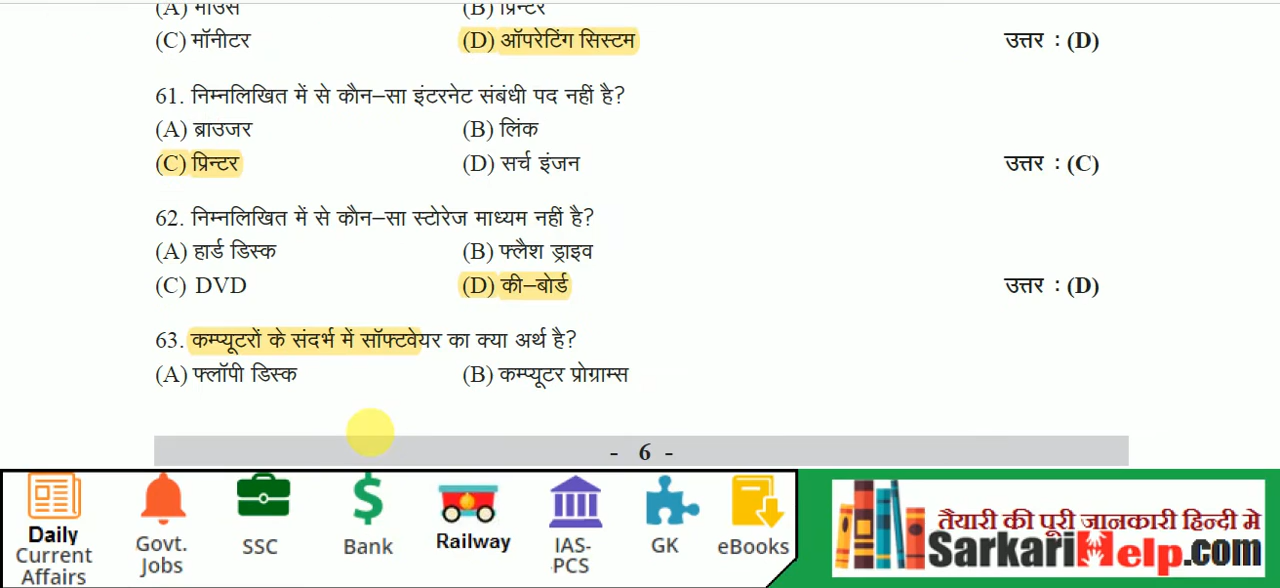 (A) माउस (B) प्रिन्टर
(C) मॉनीटर (D) ऑपरेटिंग सिस्टम उत्तर : (D)
61. निम्नलिखित में से कौन–सा इंटरनेट संबंधी पद नहीं है?
(A) ब्राउजर (B) लिंक
(C) प्रिन्टर (D) सर्च इंजन उत्तर : (C)
62. निम्नलिखित में से कौन–सा स्टोरेज माध्यम नहीं है?
(A) हार्ड डिस्क (B) फ्लैश ड्राइव
(C) DVD (D) की–बोर्ड उत्तर : (D)
63. कम्प्यूटरों के संदर्भ में सॉफ्टवेयर का क्या अर्थ है?
(A) फ्लॉपी डिस्क (B) कम्प्यूटर प्रोग्राम्स
- 6 -
Daily Current Affairs
Govt. Jobs
SSC
Bank
Railway
IAS-PCS
GK
eBooks
तैयारी की पूरी जानकारी हिन्दी मे
SarkariHelp.com